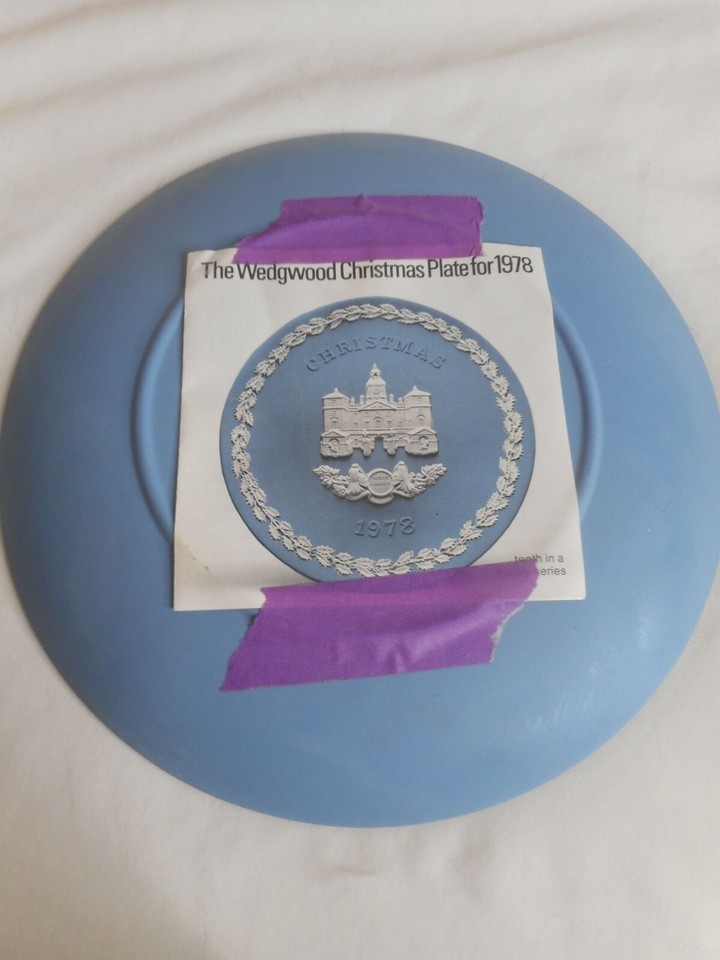 The Wedgwood Christmas Plate for 1978
CHRISTMAS
1978
tenth in a
series